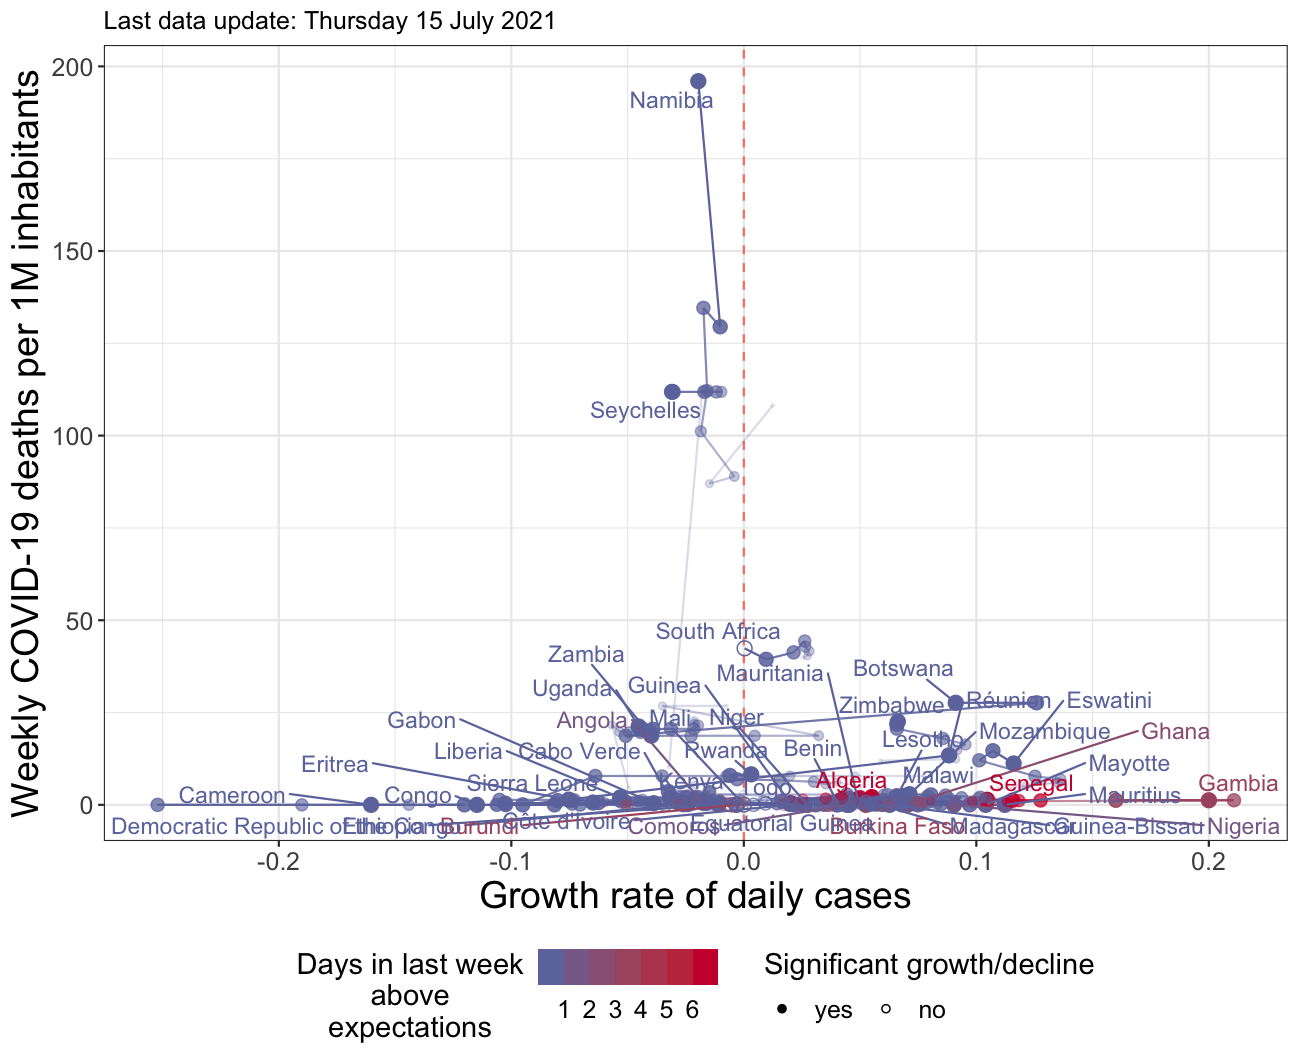 Last data update: Thursday 15 July 2021
Weekly COVID-19 deaths per 1M inhabitants
200
150
100
50
0
Namibia
Seychelles
South Africa
Zambia
Mauritania
Botswana
Uganda
Guinea
Réunion
Eswatini
Zimbabwe
Gabon
Angola
Mali
Niger
Mozambique
Ghana
Liberia
Cabo Verde
Rwanda
Benin
Lesotho
Eritrea
Mayotte
Sierra Leone
Kenya
Togo
Algeria
Malawi
Senegal
Gambia
Cameroon
Congo
Mauritius
Democratic Republic of the Congo
Ethiopia
Burundi
Côte d'Ivoire
Comoros
Equatorial Guinea
Burkina Faso
Madagascar
Guinea-Bissau
Nigeria
-0.2
-0.1
0.0
0.1
0.2
Growth rate of daily cases
Days in last week
above
expectations
1 2 3 4 5 6
Significant growth/decline
yes
no